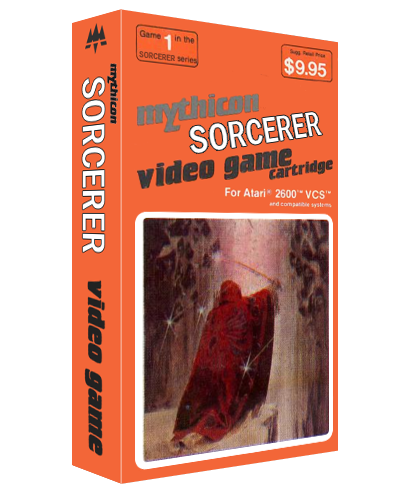 mythicon
SORCERER
video game
Game 1 in the
SORCERER series
Sugg. Retail Price
$9.95
mythicon
SORCERER
video game
cartridge
For Atari® 2600™ VCS™
and compatible systems